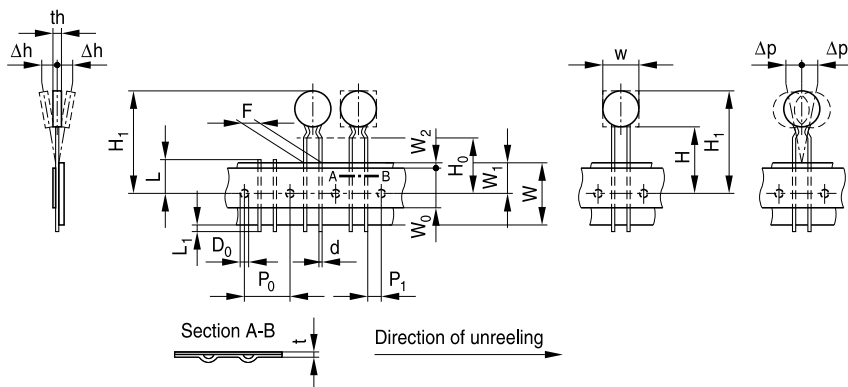 th
Δh Δh
w
Δp Δp
F
H1
L
L1
D0
P0
d
P1
A B
W2
H0
W1
W
W0
H
H1
Section A-B
t
Direction of unreeling